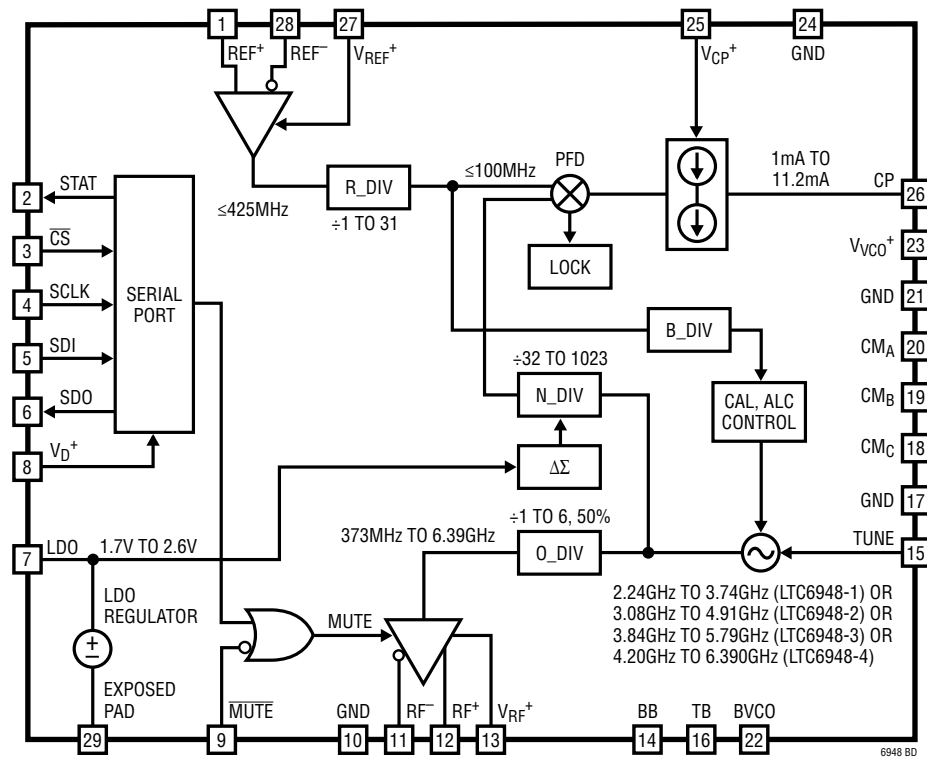 1
28
27
25
24
REF+
REF–
VREF+
VCP+
GND
≤425MHz
R_DIV
÷1 TO 31
≤100MHz
PFD
LOCK
1mA TO
11.2mA
CP
26
VVCO+
23
GND
21
CMA
20
CMB
19
CMC
18
GND
17
TUNE
15
2
STAT
3
CS
4
SCLK
5
SDI
6
SDO
8
VD+
SERIAL
PORT
B_DIV
CAL, ALC
CONTROL
÷32 TO 1023
N_DIV
ΔΣ
÷1 TO 6, 50%
O_DIV
373MHz TO 6.39GHz
7
LDO
1.7V TO 2.6V
LDO
REGULATOR
+
–
EXPOSED
PAD
MUTE
2.24GHz TO 3.74GHz (LTC6948-1) OR
3.08GHz TO 4.91GHz (LTC6948-2) OR
3.84GHz TO 5.79GHz (LTC6948-3) OR
4.20GHz TO 6.390GHz (LTC6948-4)
MUTE
GND
RF–
RF+
VRF+
BB
TB
BVCO
29
9
10
11
12
13
14
16
22
6948 BD